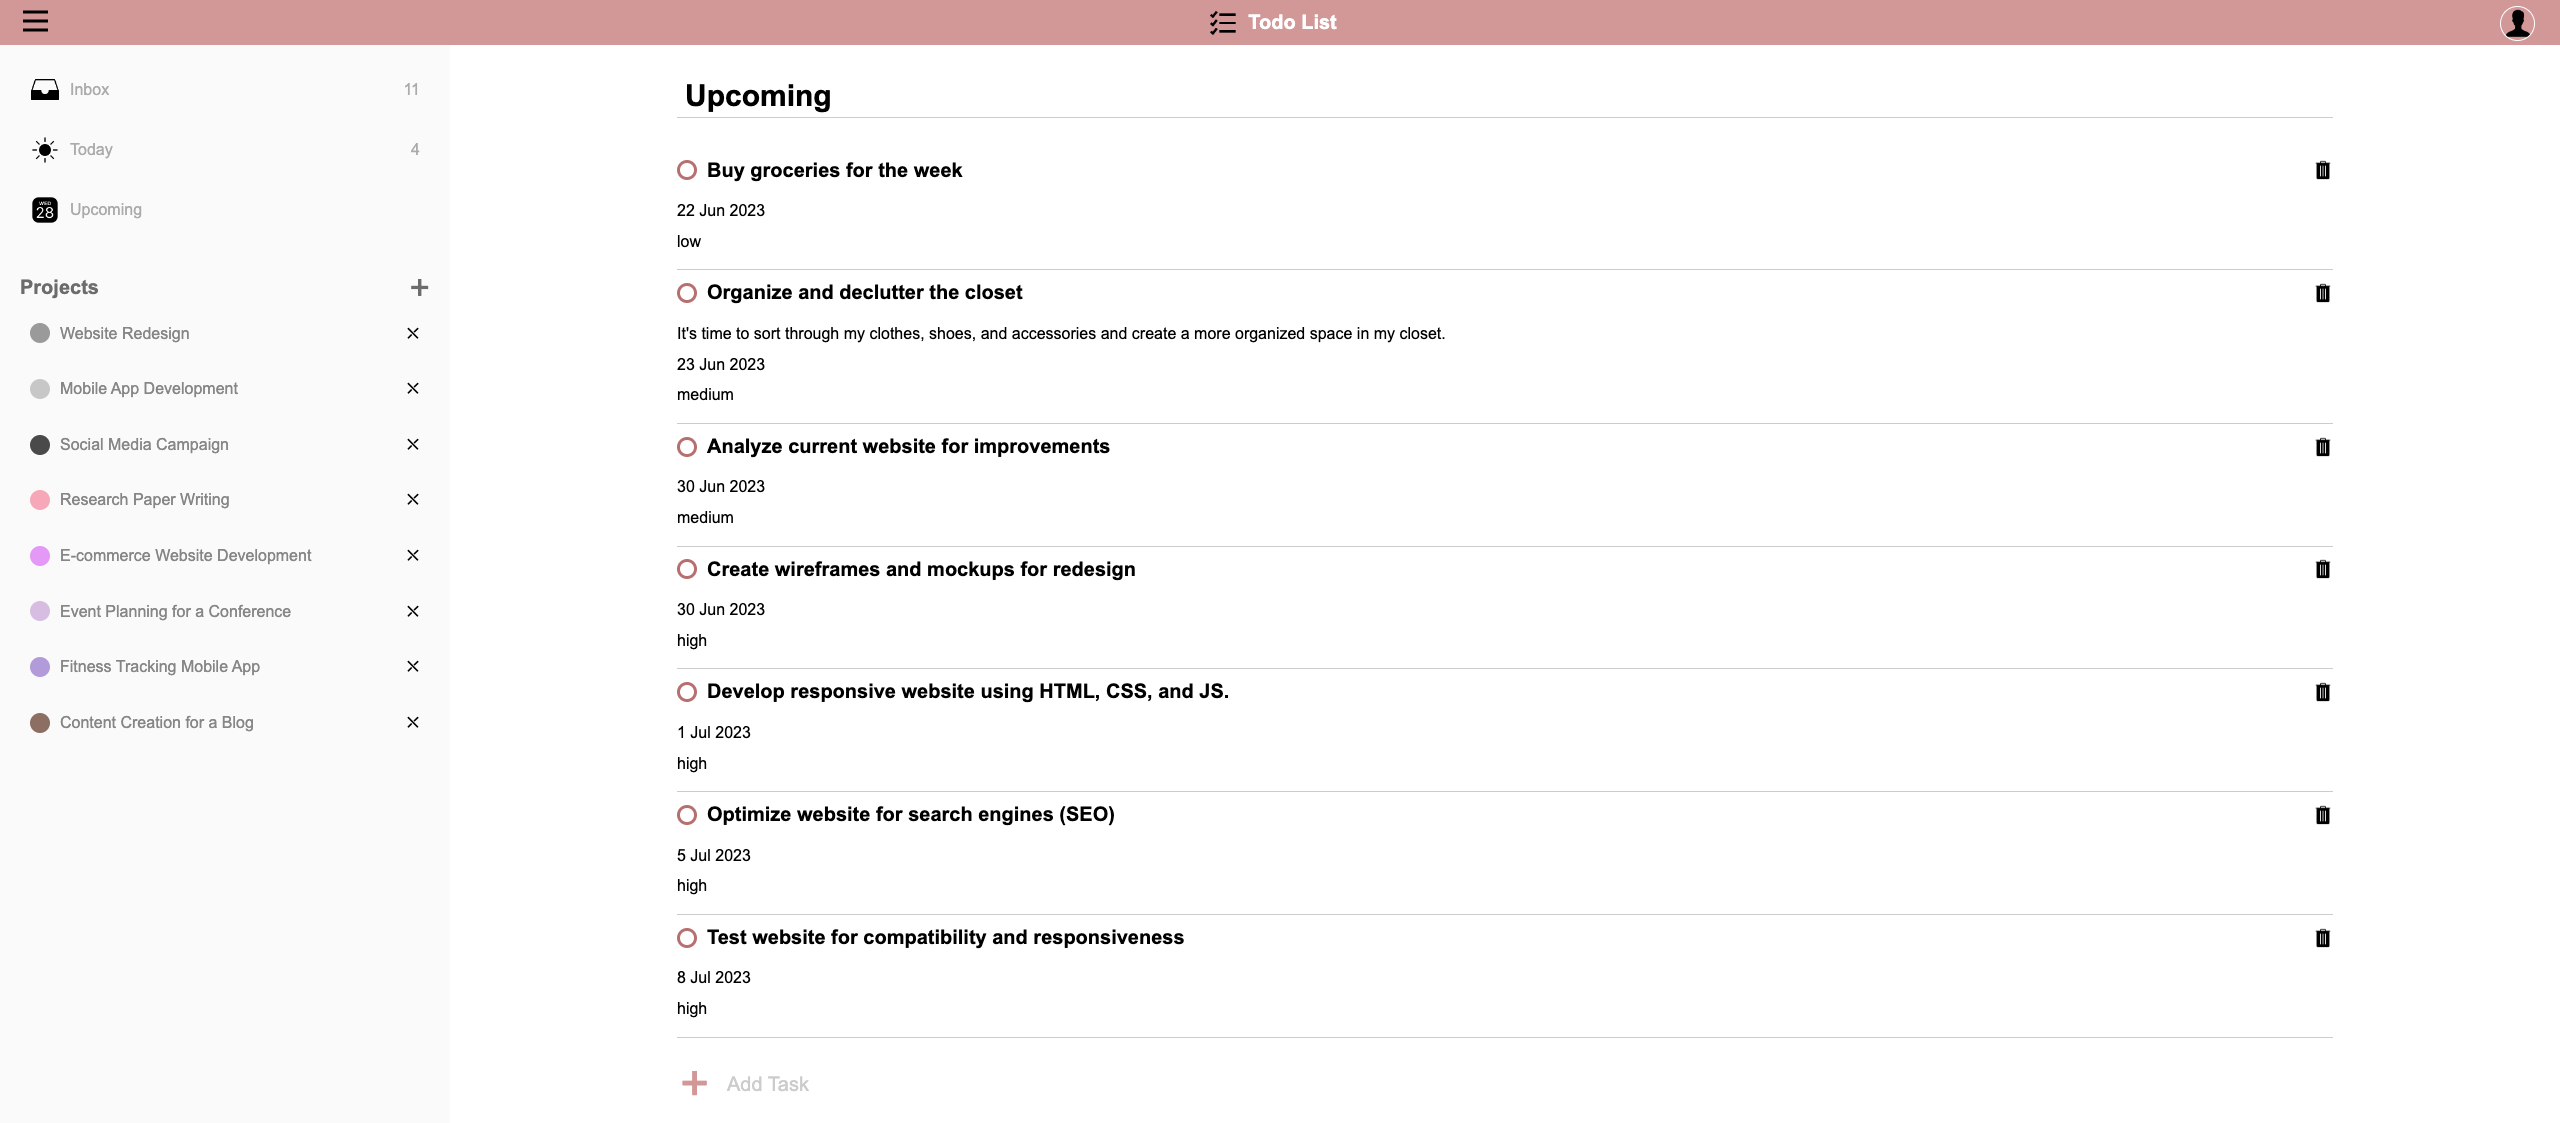 Todo List
Inbox 11
Today 4
WED
28
Upcoming
Projects
Website Redesign
Mobile App Development
Social Media Campaign
Research Paper Writing
E-commerce Website Development
Event Planning for a Conference
Fitness Tracking Mobile App
Content Creation for a Blog
Upcoming
Buy groceries for the week
22 Jun 2023
low
Organize and declutter the closet
It's time to sort through my clothes, shoes, and accessories and create a more organized space in my closet.
23 Jun 2023
medium
Analyze current website for improvements
30 Jun 2023
medium
Create wireframes and mockups for redesign
30 Jun 2023
high
Develop responsive website using HTML, CSS, and JS.
1 Jul 2023
high
Optimize website for search engines (SEO)
5 Jul 2023
high
Test website for compatibility and responsiveness
8 Jul 2023
high
Add Task